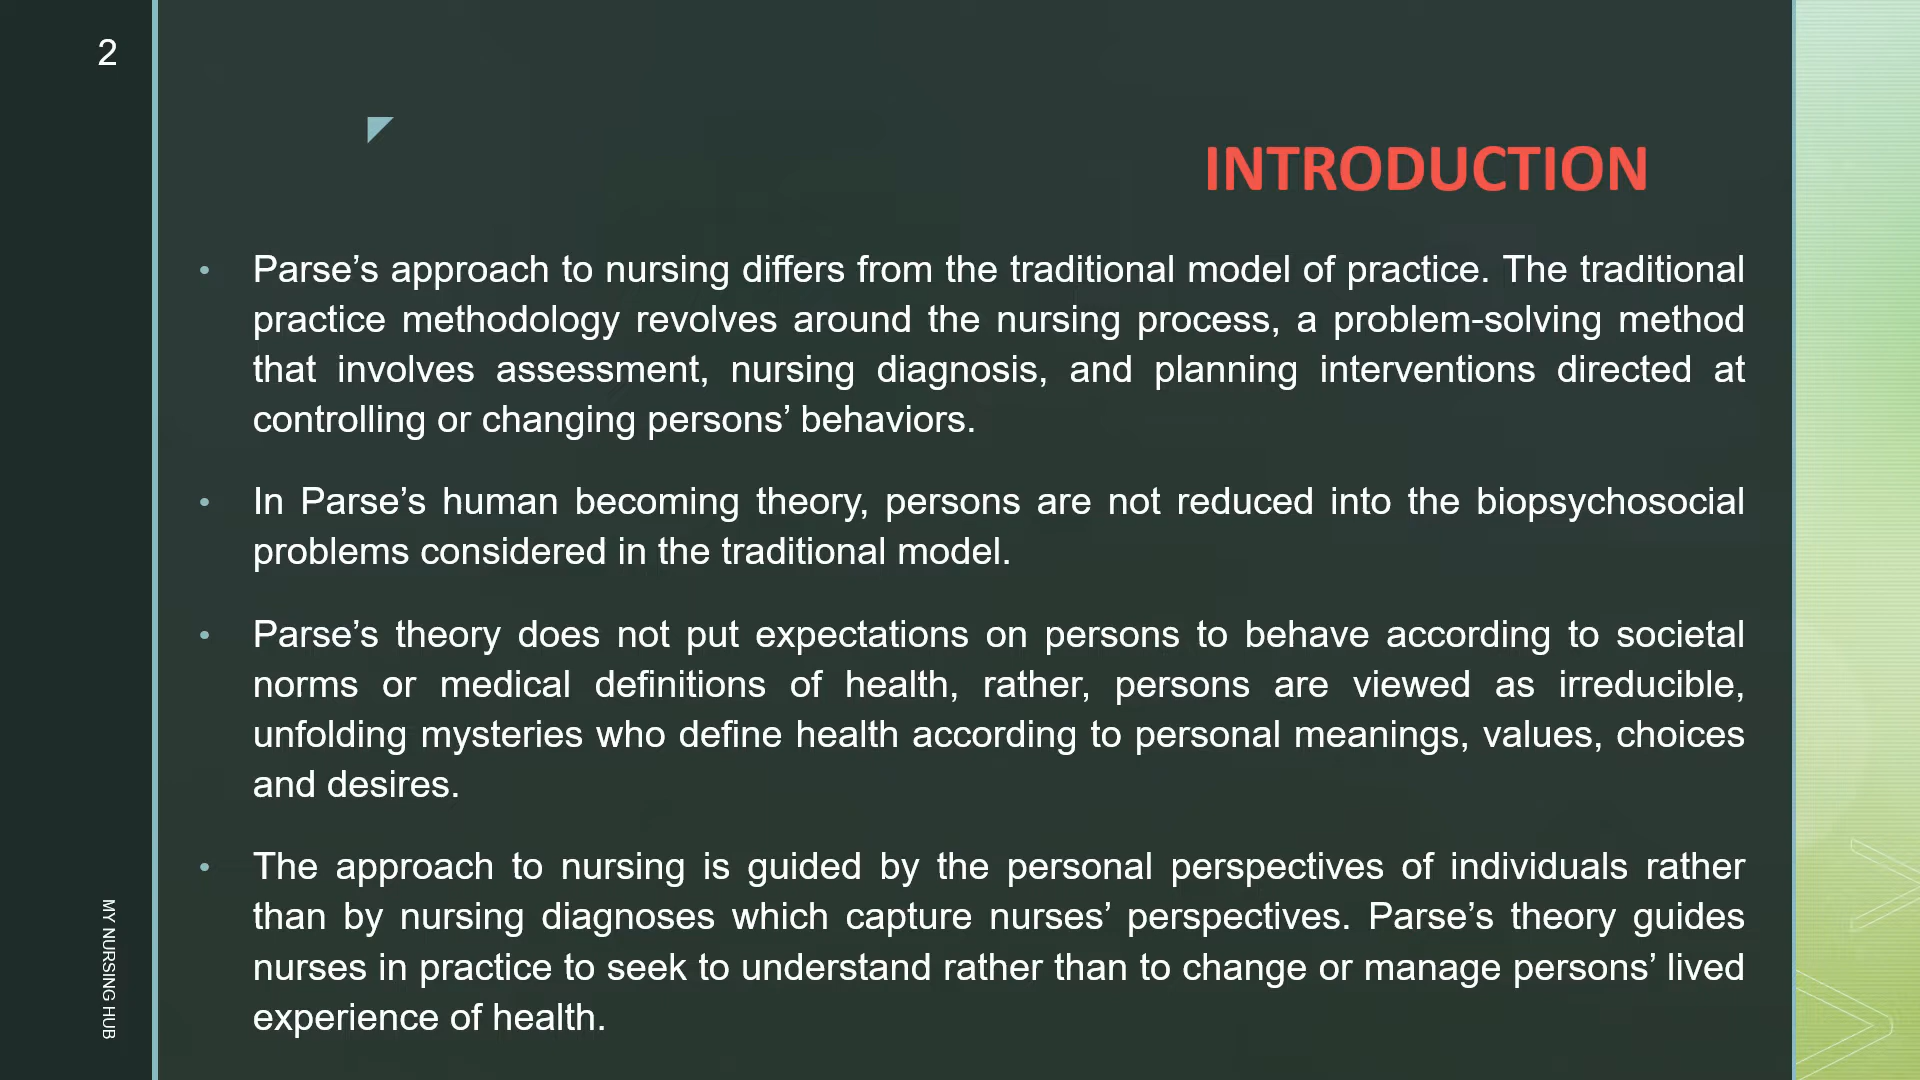 2
INTRODUCTION
• Parse’s approach to nursing differs from the traditional model of practice. The traditional
practice methodology revolves around the nursing process, a problem-solving method
that involves assessment, nursing diagnosis, and planning interventions directed at
controlling or changing persons’ behaviors.
• In Parse’s human becoming theory, persons are not reduced into the biopsychosocial
problems considered in the traditional model.
• Parse’s theory does not put expectations on persons to behave according to societal
norms or medical definitions of health, rather, persons are viewed as irreducible,
unfolding mysteries who define health according to personal meanings, values, choices
and desires.
• The approach to nursing is guided by the personal perspectives of individuals rather
than by nursing diagnoses which capture nurses’ perspectives. Parse’s theory guides
nurses in practice to seek to understand rather than to change or manage persons’ lived
experience of health.
MY NURSING HUB